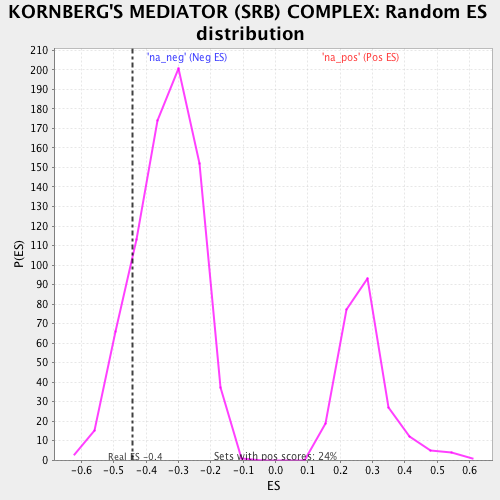 KORNBERG'S MEDIATOR (SRB) COMPLEX: Random ES
distribution
'na_neg' (Neg ES)
'na_pos' (Pos ES)
210
200
190
180
170
160
150
140
130
120
110
100
90
80
70
60
50
40
30
20
10
0
P(ES)
Real ES -0.4
Sets with pos scores: 24%
-0.6 -0.5 -0.4 -0.3 -0.2 -0.1 0.0 0.1 0.2 0.3 0.4 0.5 0.6
ES